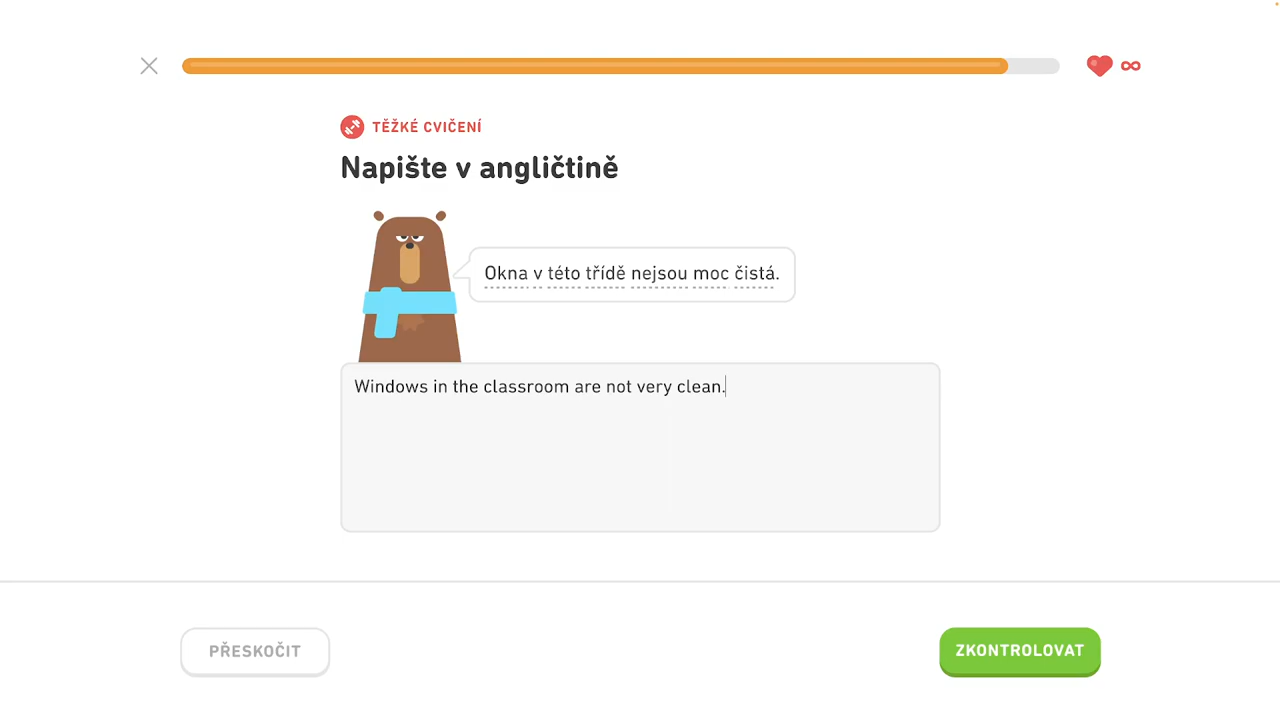 ∞
TĚŽKÉ CVIČENÍ
Napište v angličtině
Okna v této třídě nejsou moc čistá.
Windows in the classroom are not very clean.
PŘESKOČIT
ZKONTROLOVAT